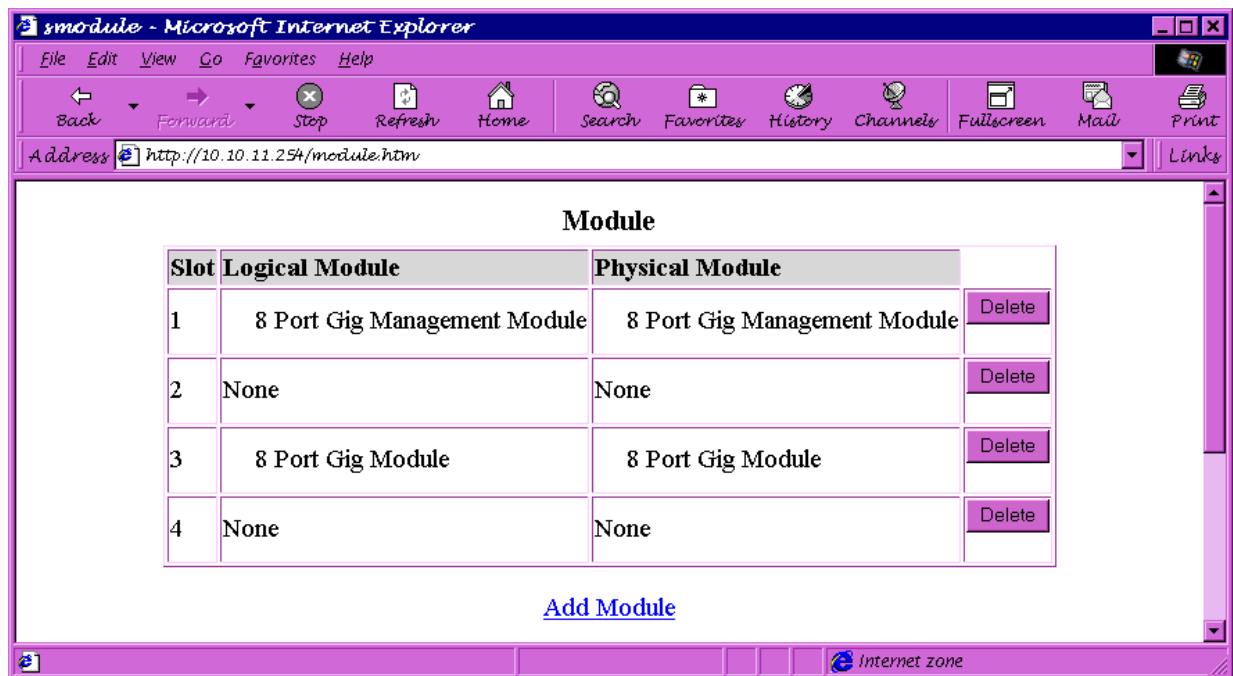 smodule - Microsoft Internet Explorer
File Edit View Go Favorites Help
Back Forward Stop Refresh Home Search Favorites History Channels Fullscreen Mail Print
Address http://10.10.11.254/module.htm Links
Module
Slot Logical Module Physical Module
1 8 Port Gig Management Module 8 Port Gig Management Module Delete
2 None None Delete
3 8 Port Gig Module 8 Port Gig Module Delete
4 None None Delete
Add Module
Internet zone